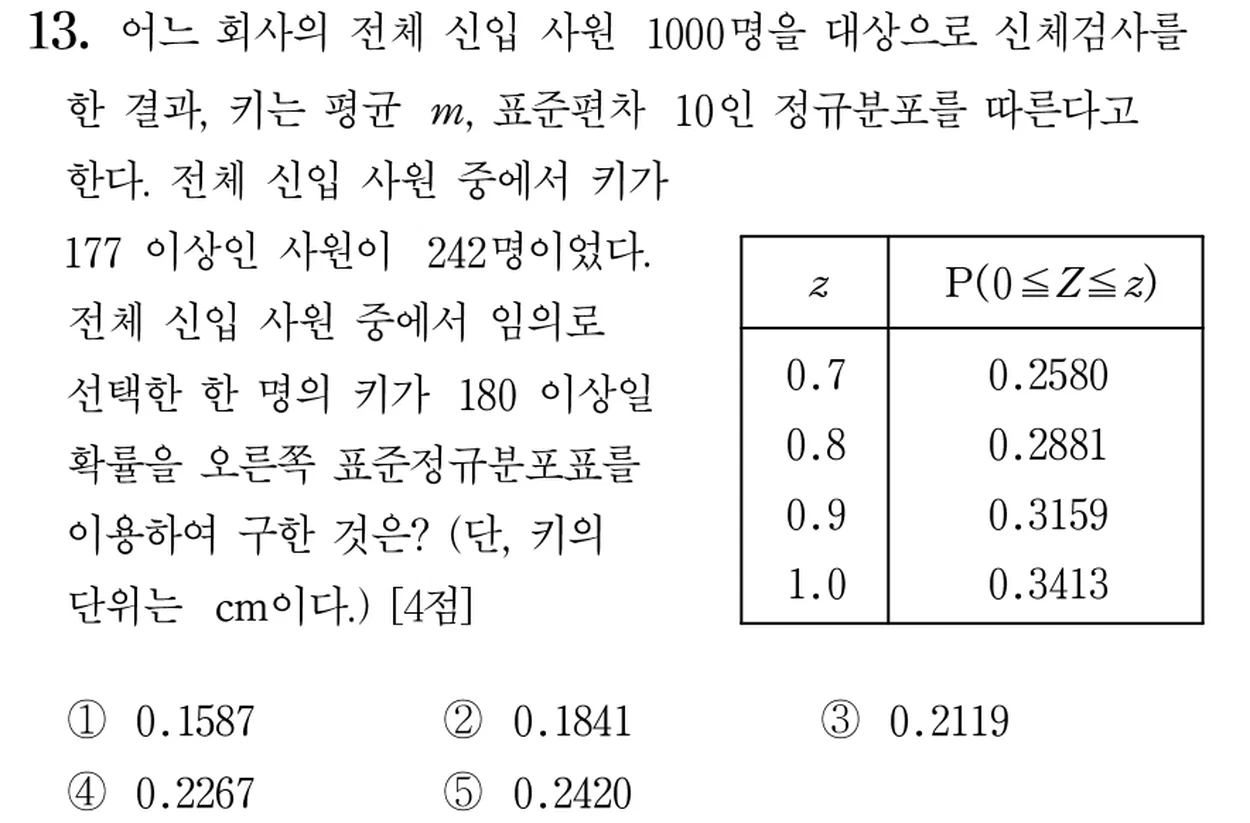 13. 어느 회사의 전체 신입 사원 1000명을 대상으로 신체검사를
한 결과, 키는 평균 m, 표준편차 10인 정규분포를 따른다고
한다. 전체 신입 사원 중에서 키가
177 이상인 사원이 242명이었다.
전체 신입 사원 중에서 임의로
선택한 한 명의 키가 180 이상일
확률을 오른쪽 표준정규분포표를
이용하여 구한 것은? (단, 키의
단위는 cm이다.) [4점]
z P(0≦Z≦z)
0.7 0.2580
0.8 0.2881
0.9 0.3159
1.0 0.3413
① 0.1587 ② 0.1841 ③ 0.2119
④ 0.2267 ⑤ 0.2420